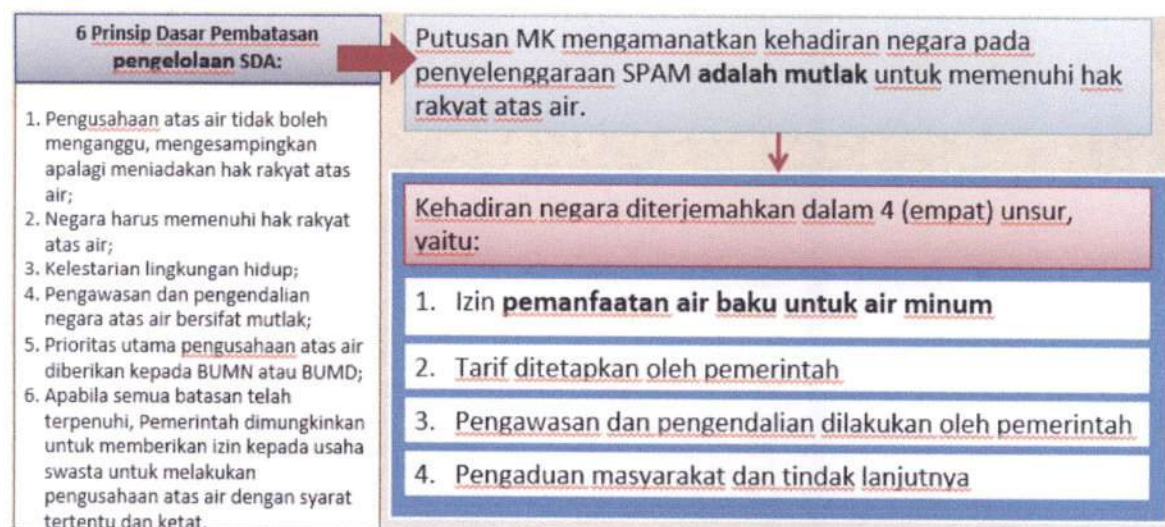 6 Prinsip Dasar Pembatasan
pengelolaan SDA:
1. Pengusahaan atas air tidak boleh
menganggu, mengesampingkan
apalagi meniadakan hak rakyat atas
air;
2. Negara harus memenuhi hak rakyat
atas air;
3. Kelestarian lingkungan hidup;
4. Pengawasan dan pengendalian
negara atas air bersifat mutlak;
5. Prioritas utama pengusahaan atas air
diberikan kepada BUMN atau BUMD;
6. Apabila semua batasan telah
terpenuhi, Pemerintah dimungkinkan
untuk memberikan izin kepada usaha
swasta untuk melakukan
pengusahaan atas air dengan syarat
tertentu dan ketat.
Putusan MK mengamanatkan kehadiran negara pada
penyelenggaraan SPAM adalah mutlak untuk memenuhi hak
rakyat atas air.
Kehadiran negara diterjemahkan dalam 4 (empat) unsur,
yaitu:
1. Izin pemanfaatan air baku untuk air minum
2. Tarif ditetapkan oleh pemerintah
3. Pengawasan dan pengendalian dilakukan oleh pemerintah
4. Pengaduan masyarakat dan tindak lanjutnya